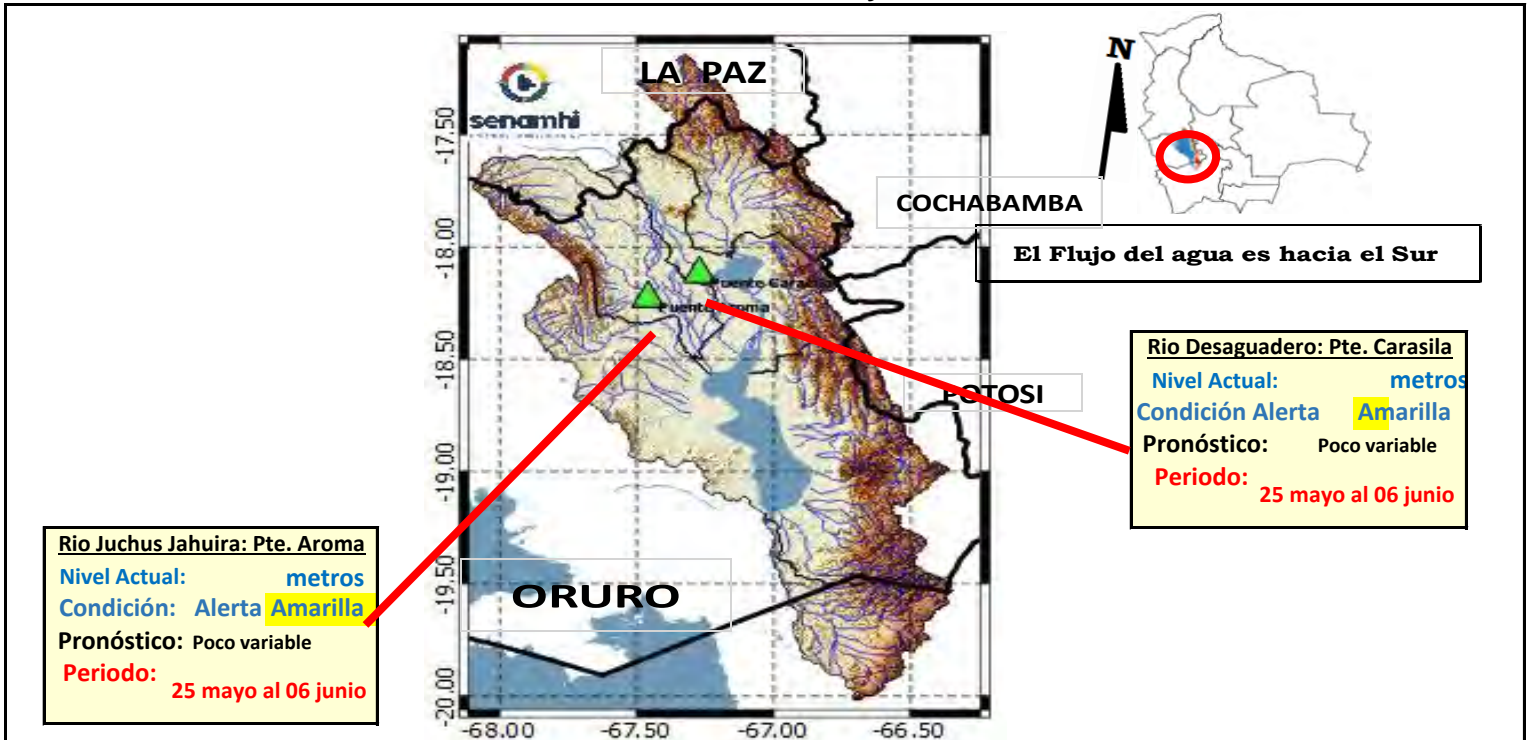 LA PAZ
senamhi
N
COCHABAMBA
El Flujo del agua es hacia el Sur
POTOSI
ORURO
Puente Aroma
Rio Desaguadero: Pte. Carasila
Nivel Actual: metros
Condición Alerta Amarilla
Pronóstico: Poco variable
Periodo:
25 mayo al 06 junio
Rio Juchus Jahuira: Pte. Aroma
Nivel Actual: metros
Condición: Alerta Amarilla
Pronóstico: Poco variable
Periodo:
25 mayo al 06 junio
-17.50
-18.00
-18.50
-19.00
-19.50
-20.00
-68.00 -67.50 -67.00 -66.50